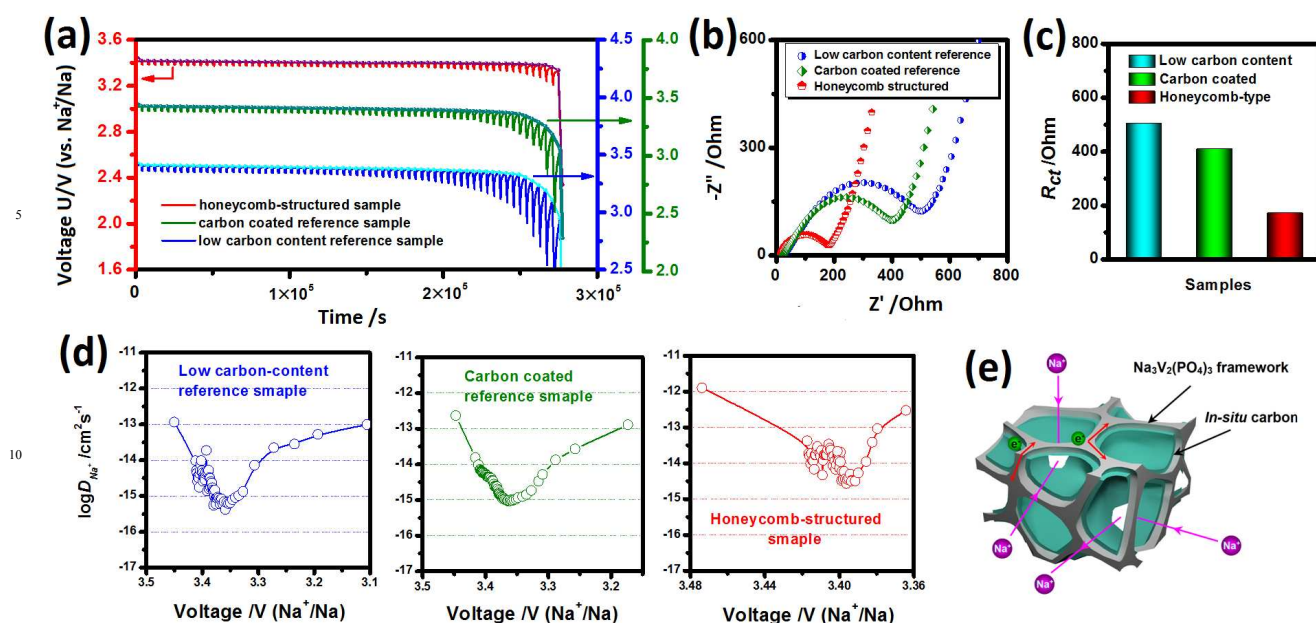 (a)
3.6
3.2
2.8
2.4
2.0
1.6
Voltage U/V (vs. Na⁺/Na)
honeycomb-structured sample
carbon coated reference sample
low carbon content reference sample
0
1×10⁵
2×10⁵
3×10⁵
Time /s
4.5
4.0
3.5
3.0
2.5
4.0
3.5
3.0
2.5
2.0
(b)
600
300
0
-Z'' /Ohm
Low carbon content reference
Carbon coated reference
Honeycomb structured
0
200
400
600
800
Z' /Ohm
(c)
800
600
400
200
0
Rct /Ohm
Low carbon content
Carbon coated
Honeycomb-type
Samples
5
10
(d)
-11
-12
-13
-14
-15
-16
-17
logD Na⁺ /cm²s⁻¹
Low carbon-content
reference smaple
3.5
3.4
3.3
3.2
3.1
Voltage /V (Na⁺/Na)
-11
-12
-13
-14
-15
-16
-17
Carbon coated
reference smaple
3.5
3.4
3.3
3.2
Voltage /V (Na⁺/Na)
-11
-12
-13
-14
-15
-16
-17
Honeycomb-structured
smaple
3.48
3.44
3.40
3.36
Voltage /V (Na⁺/Na)
(e)
Na⁺
Na₃V₂(PO₄)₃ framework
In-situ carbon
e⁻
e⁻
Na⁺
Na⁺
Na⁺